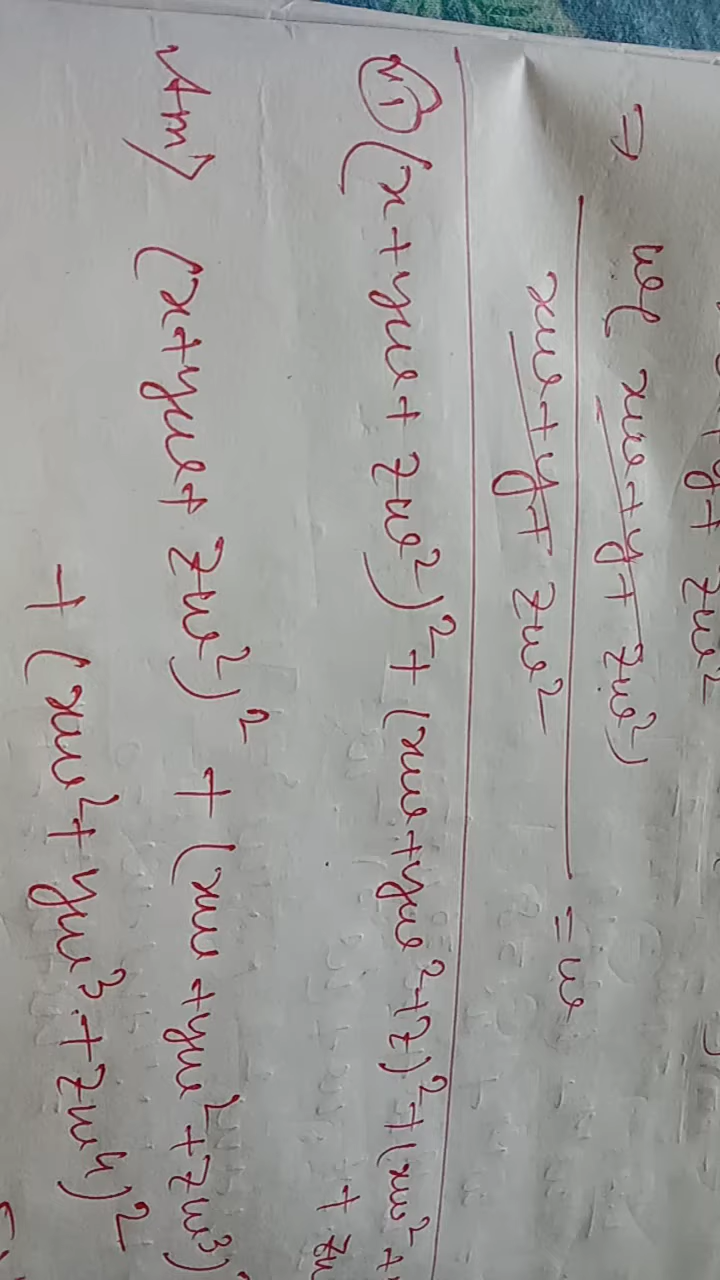 +y+ zω²
⇒ ω(xω+y+zω²)
xω+y+ zω² = ω
(vi) (x+yω+ zω²)²+(xω+yω²+z)²+(xω²+
+ zω
(x+yω+ zω²)² + (xω+yω²+zω³)
+ (xω²+yω³+zω⁴)²